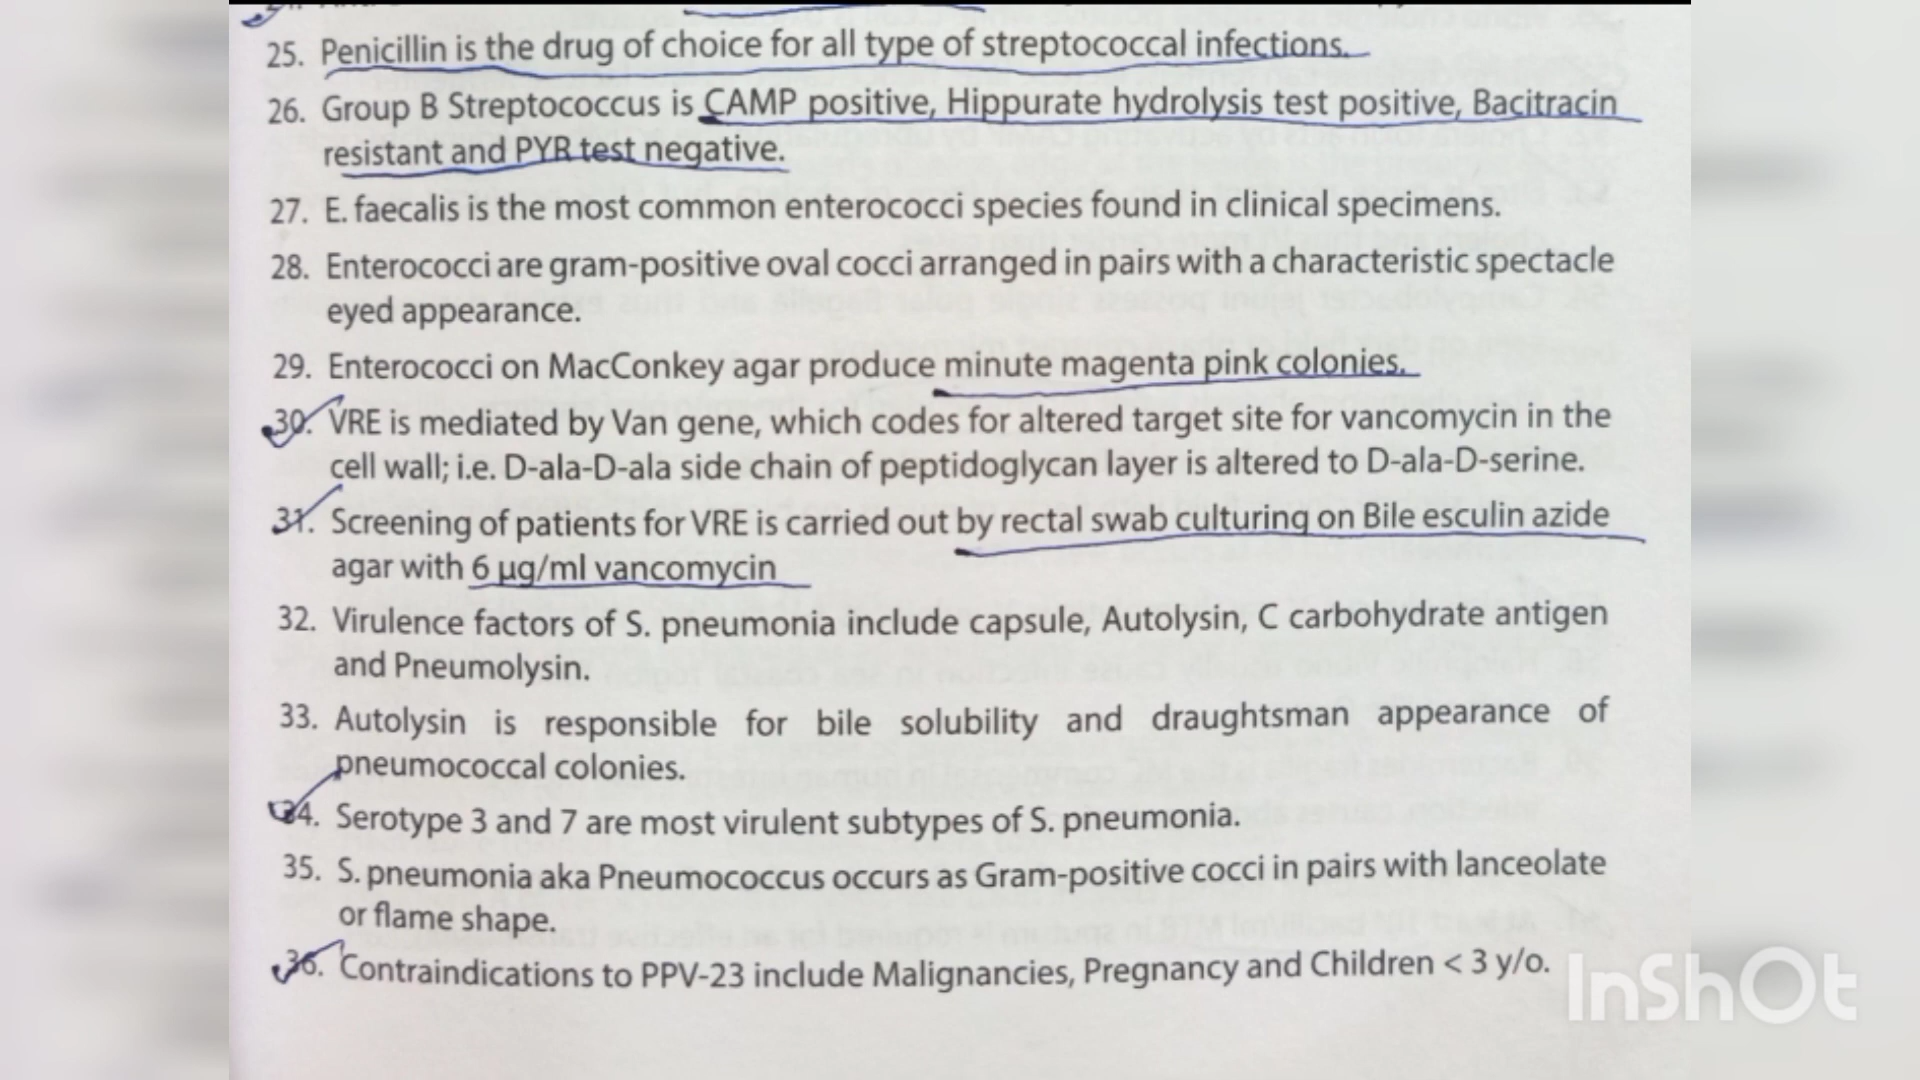 25. Penicillin is the drug of choice for all type of streptococcal infections.
26. Group B Streptococcus is CAMP positive, Hippurate hydrolysis test positive, Bacitracin
resistant and PYR test negative.
27. E. faecalis is the most common enterococci species found in clinical specimens.
28. Enterococci are gram-positive oval cocci arranged in pairs with a characteristic spectacle
eyed appearance.
29. Enterococci on MacConkey agar produce minute magenta pink colonies.
30. VRE is mediated by Van gene, which codes for altered target site for vancomycin in the
cell wall; i.e. D-ala-D-ala side chain of peptidoglycan layer is altered to D-ala-D-serine.
31. Screening of patients for VRE is carried out by rectal swab culturing on Bile esculin azide
agar with 6 µg/ml vancomycin
32. Virulence factors of S. pneumonia include capsule, Autolysin, C carbohydrate antigen
and Pneumolysin.
33. Autolysin is responsible for bile solubility and draughtsman appearance of
pneumococcal colonies.
34. Serotype 3 and 7 are most virulent subtypes of S. pneumonia.
35. S. pneumonia aka Pneumococcus occurs as Gram-positive cocci in pairs with lanceolate
or flame shape.
36. Contraindications to PPV-23 include Malignancies, Pregnancy and Children < 3 y/o.
InShOt